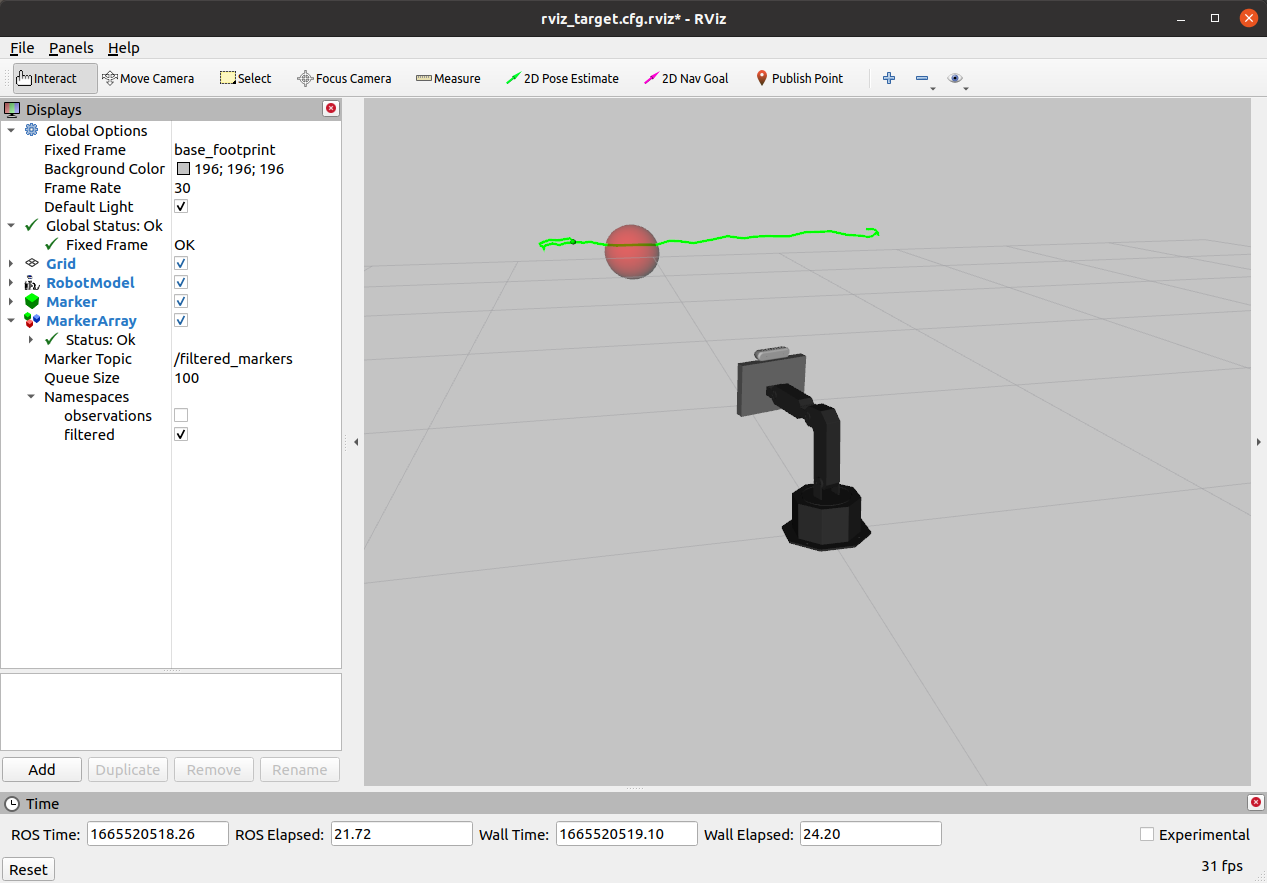 rviz_target.cfg.rviz* - RViz
File Panels Help
Interact Move Camera Select Focus Camera Measure 2D Pose Estimate 2D Nav Goal Publish Point
Displays
Global Options
Fixed Frame base_footprint
Background Color 196; 196; 196
Frame Rate 30
Default Light
Global Status: Ok
Fixed Frame OK
Grid
RobotModel
Marker
MarkerArray
Status: Ok
Marker Topic /filtered_markers
Queue Size 100
Namespaces
observations
filtered
Add Duplicate Remove Rename
Time
ROS Time: 1665520518.26 ROS Elapsed: 21.72 Wall Time: 1665520519.10 Wall Elapsed: 24.20 Experimental
Reset 31 fps